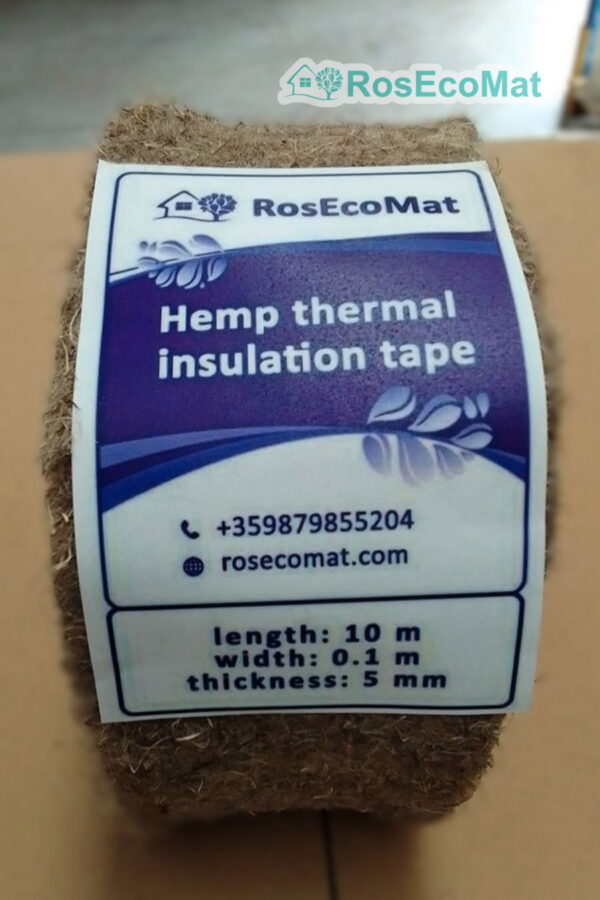 RosEcoMat
RosEcoMat
Hemp thermal
insulation tape
+359879855204
rosecomat.com
length: 10 m
width: 0.1 m
thickness: 5 mm